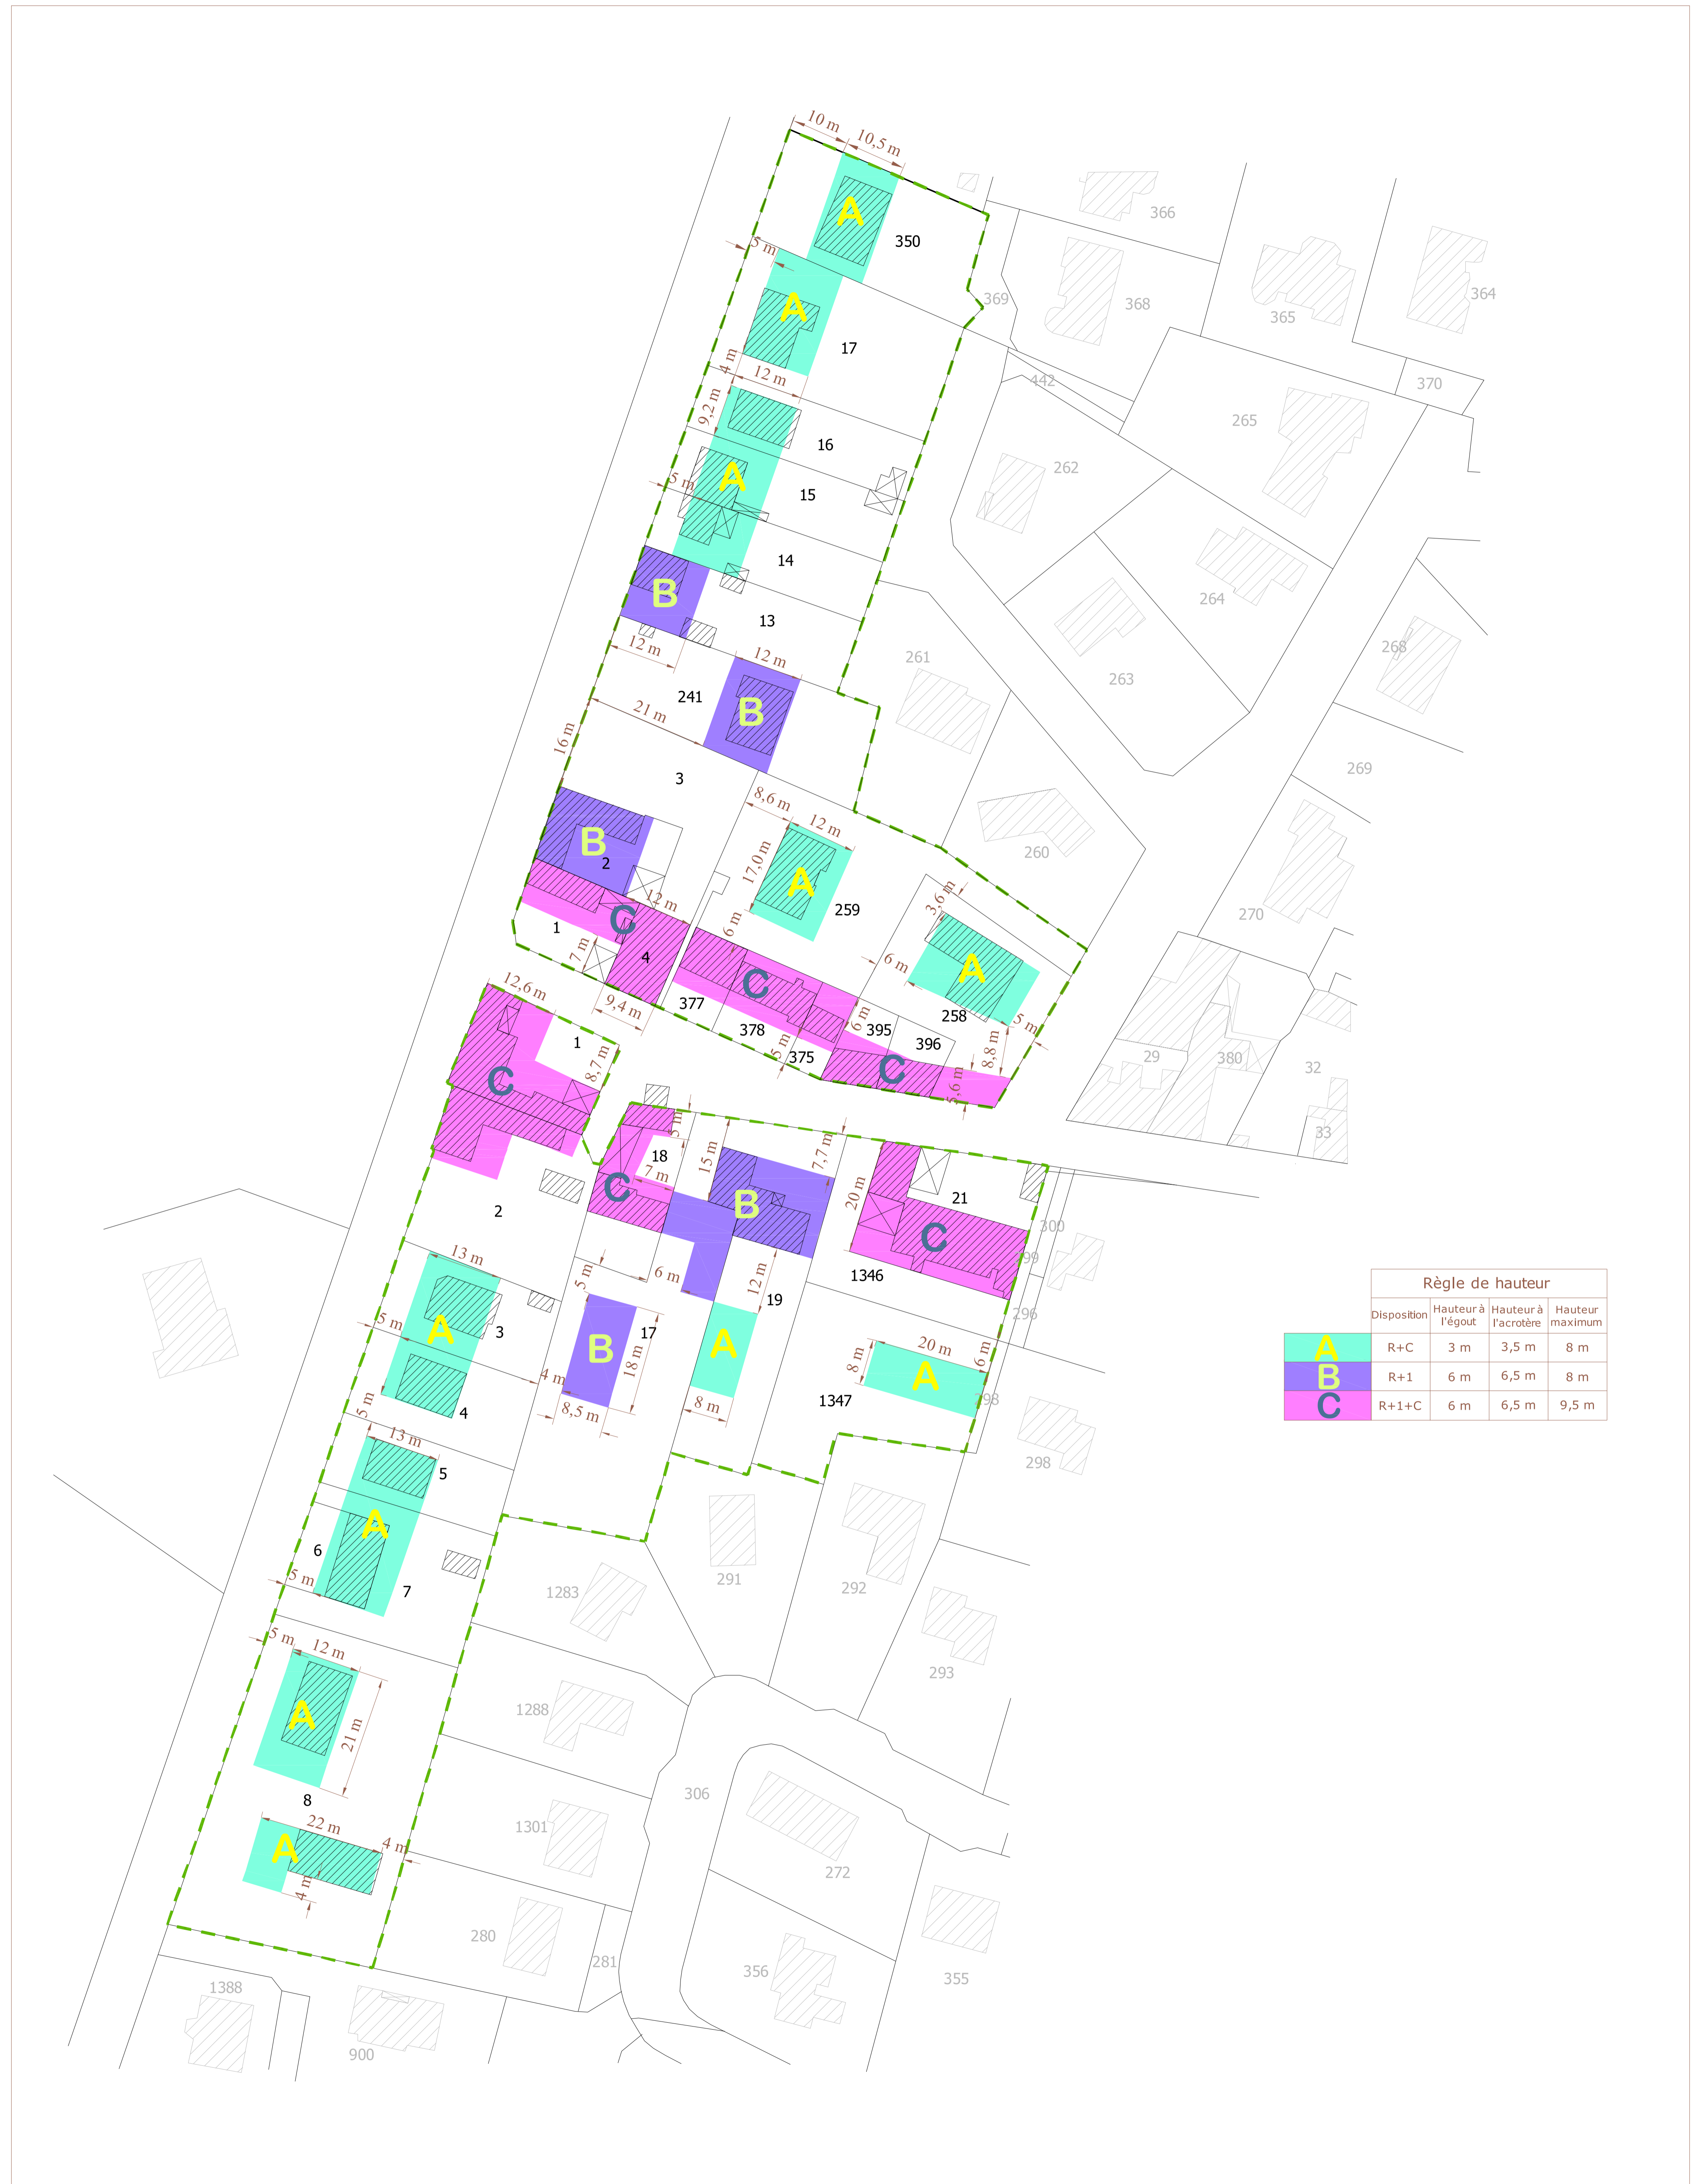 10 m
10,5 m
366
A
350
5 m
369
368
365
364
A
17
4 m
12 m
442
370
9,2 m
265
16
262
A
5 m
15
14
264
B
13
12 m
12 m
261
268
263
241
B
21 m
16 m
3
269
8,6 m
12 m
B
2
17,0 m
260
A
12 m
3,6 m
259
270
C
1
6 m
7 m
4
6 m
A
C
12,6 m
377
9,4 m
258
5 m
378
6 m
395
396
1
5 m
375
8,8 m
29
380
32
8,7 m
C
C
5,6 m
5 m
33
18
15 m
7,7 m
7 m
C
B
20 m
21
2
C
300
299
13 m
6 m
1346
5 m
12 m
19
296
Règle de hauteur
Disposition
Hauteur à l'égout
Hauteur à l'acrotère
Hauteur maximum
A R+C 3 m 3,5 m 8 m
B R+1 6 m 6,5 m 8 m
C R+1+C 6 m 6,5 m 9,5 m
5 m
A
3
B
17
18 m
A
20 m
6 m
8 m
A
4 m
1347
298
8,5 m
8 m
5 m
4
13 m
5
298
A
6
5 m
7
1283
291
292
293
5 m
12 m
A
1288
21 m
8
306
22 m
A
4 m
1301
4 m
272
280
281
356
355
1388
900